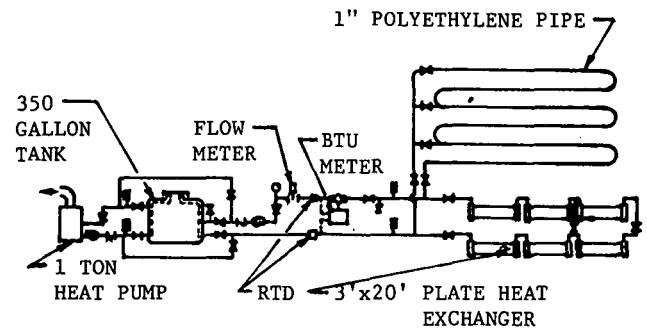 1" POLYETHYLENE PIPE
350
GALLON
TANK
FLOW
METER
BTU
METER
1 TON
HEAT PUMP
RTD
3'x20' PLATE HEAT
EXCHANGER